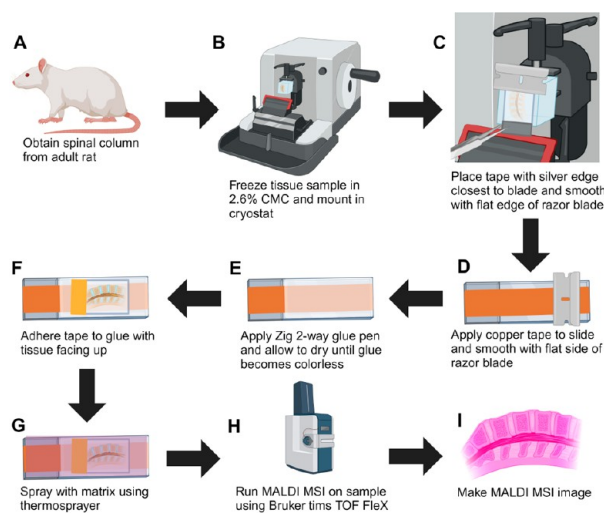 A
Obtain spinal column
from adult rat
B
Freeze tissue sample in
2.6% CMC and mount in
cryostat
C
Place tape with silver edge
closest to blade and smooth
with flat edge of razor blade
D
Apply copper tape to slide
and smooth with flat side of
razor blade
E
Apply Zig 2-way glue pen
and allow to dry until glue
becomes colorless
F
Adhere tape to glue with
tissue facing up
G
Spray with matrix using
thermosprayer
H
Run MALDI MSI on sample
using Bruker tims TOF FleX
I
Make MALDI MSI image